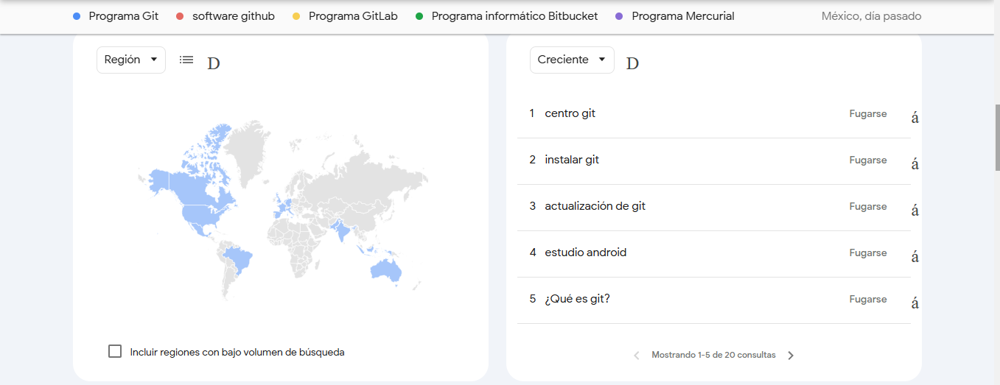 Programa Git software github Programa GitLab Programa informático Bitbucket Programa Mercurial México, día pasado
Región D
Incluir regiones con bajo volumen de búsqueda
Creciente D
1 centro git Fugarse á
2 instalar git Fugarse á
3 actualización de git Fugarse á
4 estudio android Fugarse á
5 ¿Qué es git? Fugarse á
Mostrando 1-5 de 20 consultas